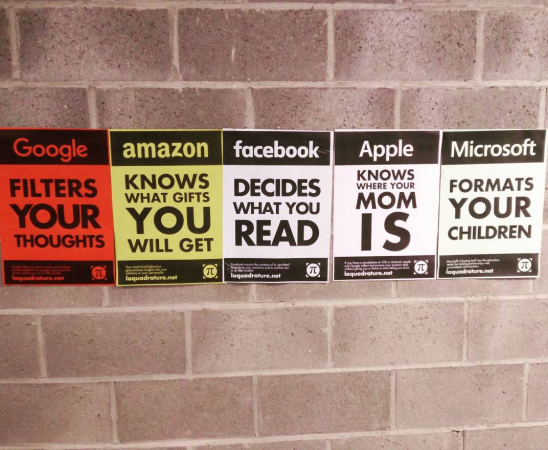 Google
FILTERS
YOUR
THOUGHTS
laquadrature.net
amazon
KNOWS
WHAT GIFTS
YOU
WILL GET
laquadrature.net
facebook
DECIDES
WHAT YOU
READ
laquadrature.net
Apple
KNOWS
WHERE YOUR
MOM
IS
laquadrature.net
Microsoft
FORMATS
YOUR
CHILDREN
laquadrature.net